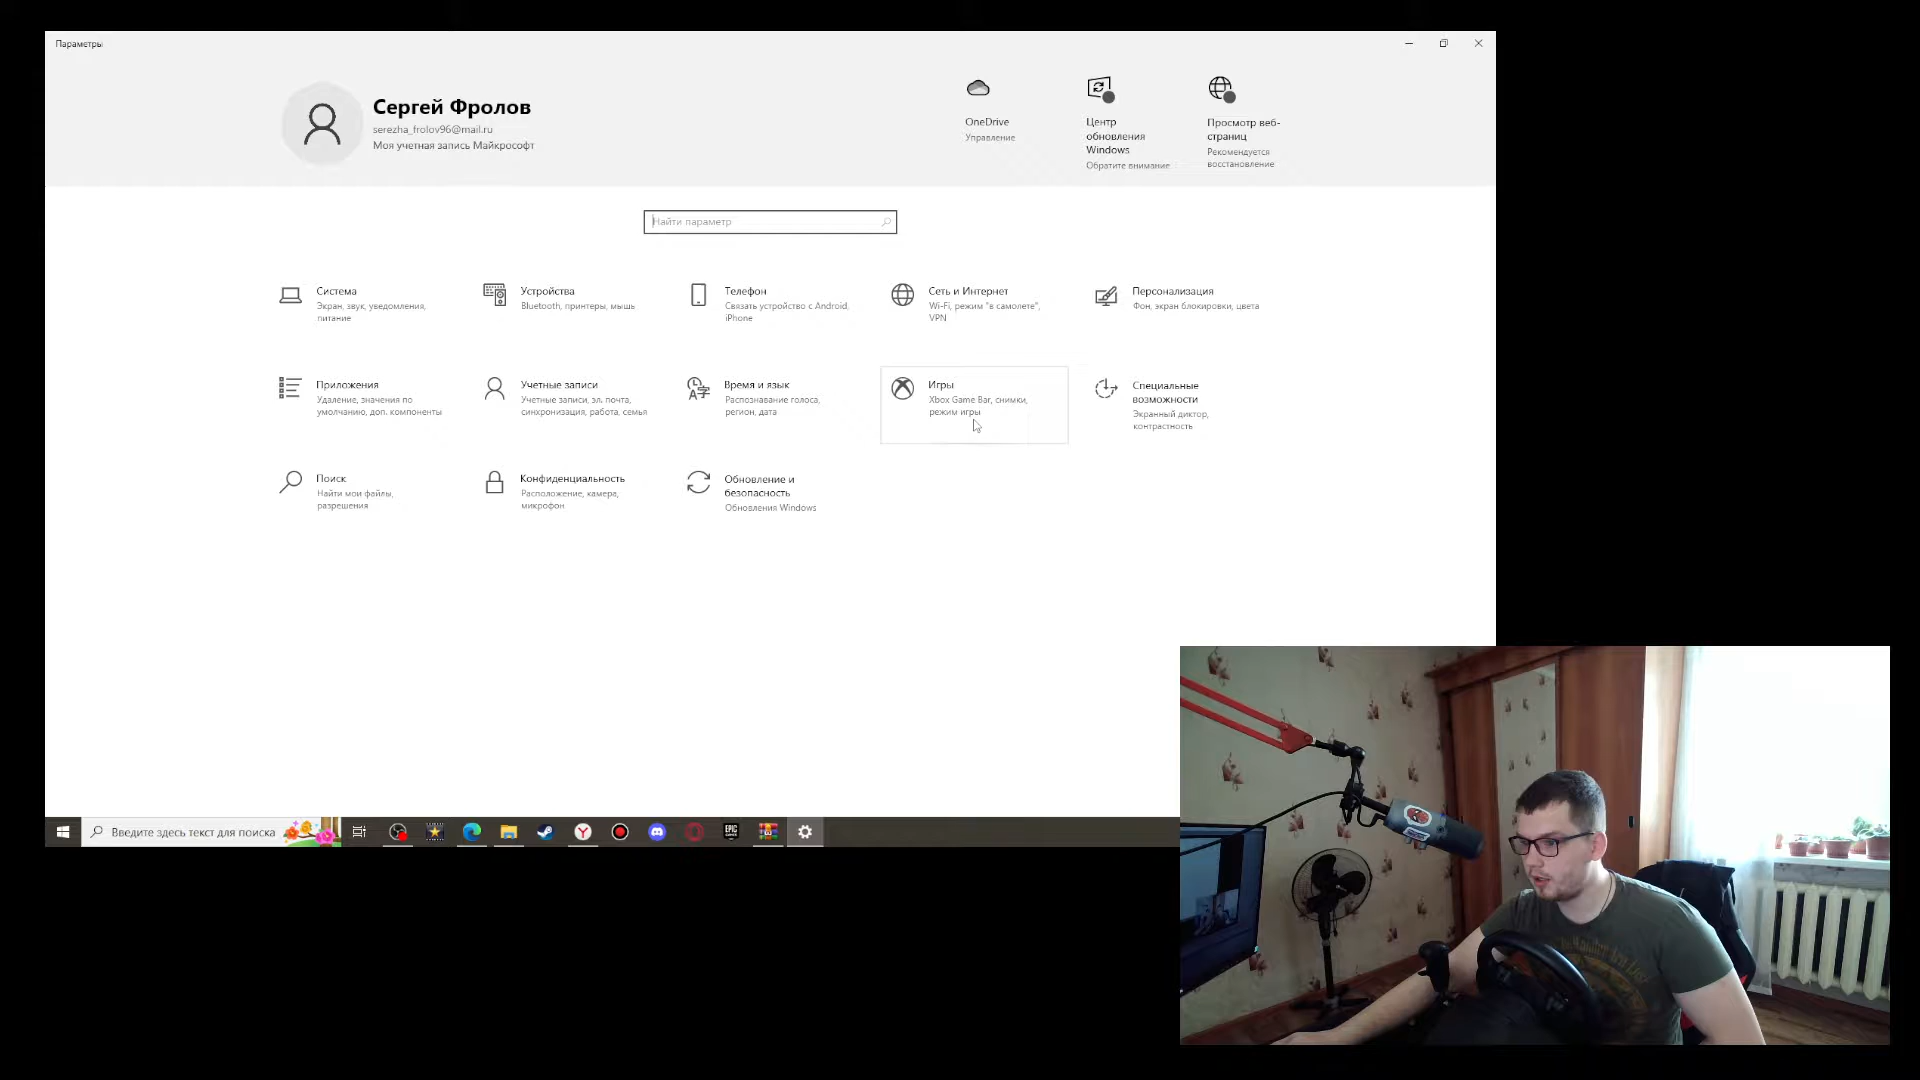 Параметры
Сергей Фролов
serezha_frolov96@mail.ru
Моя учетная запись Майкрософт
OneDrive
Управление
Центр
обновления
Windows
Обратите внимание
Просмотр веб-
страниц
Рекомендуется
восстановление
Найти параметр
Система
Экран, звук, уведомления,
питание
Устройства
Bluetooth, принтеры, мышь
Телефон
Связать устройство с Android,
iPhone
Сеть и Интернет
Wi-Fi, режим "в самолете",
VPN
Персонализация
Фон, экран блокировки, цвета
Приложения
Удаление, значения по
умолчанию, доп. компоненты
Учетные записи
Учетные записи, эл. почта,
синхронизация, работа, семья
Время и язык
Распознавание голоса,
регион, дата
Игры
Xbox Game Bar, снимки,
режим игры
Специальные
возможности
Экранный диктор,
контрастность
Поиск
Найти мои файлы,
разрешения
Конфиденциальность
Расположение, камера,
микрофон
Обновление и
безопасность
Обновления Windows
Введите здесь текст для поиска
EPIC